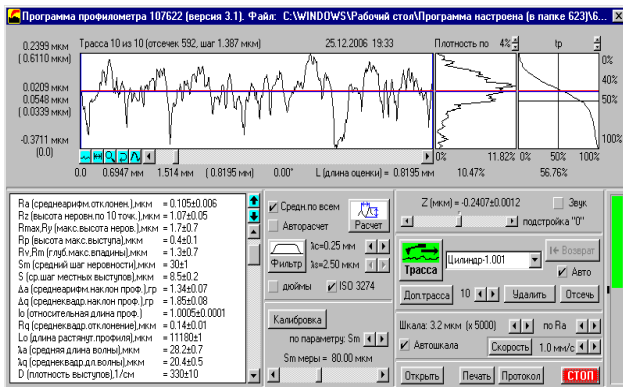 Программа профилометра 107622 (версия 3.1). Файл: C:\WINDOWS\Рабочий стол\Программа настроена (в папке 623)\6...
0.2399 мкм Трасса 10 из 10 (отсечек 592, шаг 1.387 мкм) 25.12.2006 19:33 Плотность по 4% tp
( 0.6110 мкм)
0%
0.0209 мкм 40%
0.0548 мкм 50%
( 0.0339 мкм)
-0.3711 мкм 100%
(0.0) 0% 11.82% 0% 50% 100%
0.0 0.6947 мкм 1.514 мм ( 0.8195 мм) 0.00° L (длина оценки) = 0.8195 мм 10.47% 56.76%
Ra (среднеарифм.отклонен.),мкм = 0.105±0.006
Rz (высота неровн.по 10 точк.),мкм = 1.07±0.05
Rmax,Ry (макс.высота неров.),мкм = 1.7±0.7
Rp (высота макс.выступа),мкм = 0.4±0.1
Rv,Rm (глуб.макс.впадины),мкм = 1.3±0.7
Sm (средний шаг неровности),мкм = 30±1
S (ср.шаг местных выступов),мкм = 8.5±0.2
Δa (среднеарифм.наклон проф.),гр = 1.34±0.07
Δq (среднеквадр.наклон проф.),гр = 1.85±0.08
lo (относительная длина проф.) = 1.0005±0.0001
Rq (среднеквадр.отклонение),мкм = 0.14±0.01
Lo (длина растянут.профиля),мкм = 11180±1
λa (средняя длина волны),мкм = 28.2±0.7
λq (среднеквадр.дл.волны),мкм = 20.4±0.5
D (плотность выступов),1/см = 330±10
Средн.по всем
Авторасчет
Расчет
Фильтр
λc=0.25 мм
λs=2.50 мкм
дюймы ISO 3274
Калибровка
по параметру: Sm
Sm меры = 80.00 мкм
Z (мкм) = -0.2407±0.0012 Звук
подстройка "0"
Трасса
Цилиндр-1.001
Возврат
Авто
Доп.трасса 10 Удалить Отсечь
Шкала: 3.2 мкм (x 5000) по Ra
Автошкала Скорость 1.0 мм/с
Открыть Печать Протокол СТОП